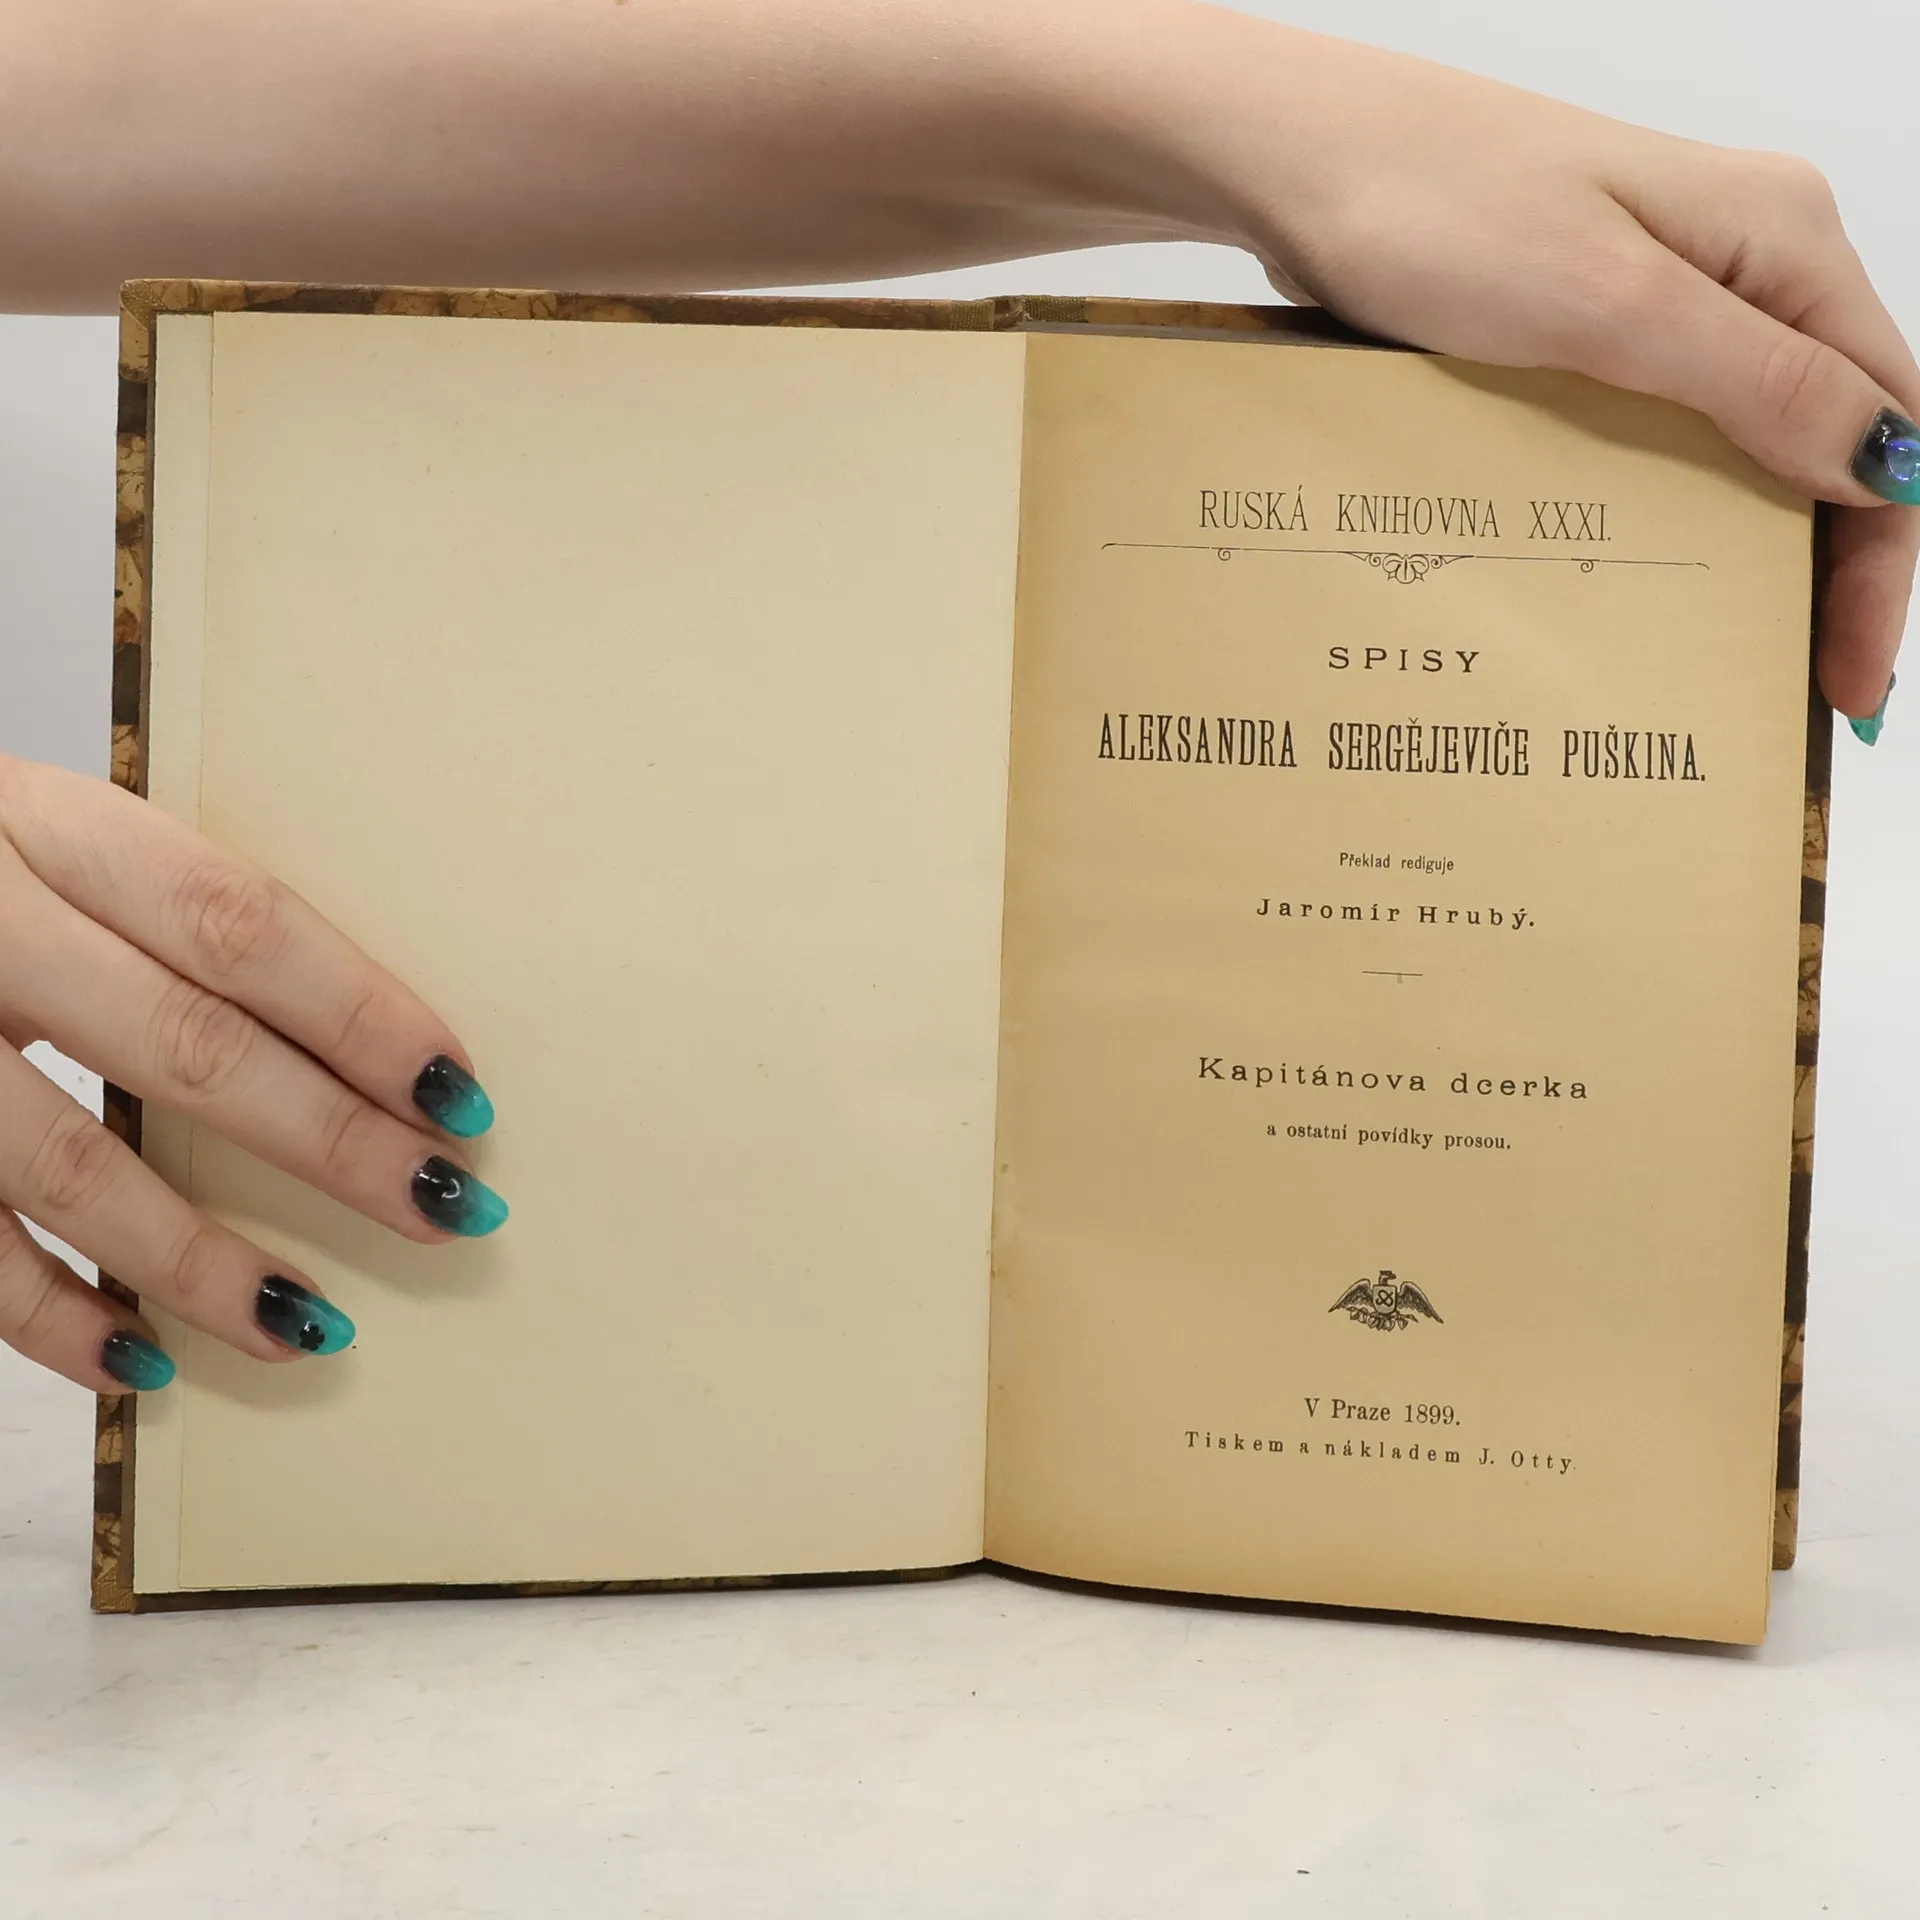 RUSKÁ KNIHOVNA XXXI.
SPISY
ALEKSANDRA SERGĚJEVIČE PUŠKINA.
Překlad rediguje
Jaromír Hrubý.
Kapitánova dcerka
a ostatní povídky prosou.
V Praze 1899.
Tiskem a nákladem J. Otty.